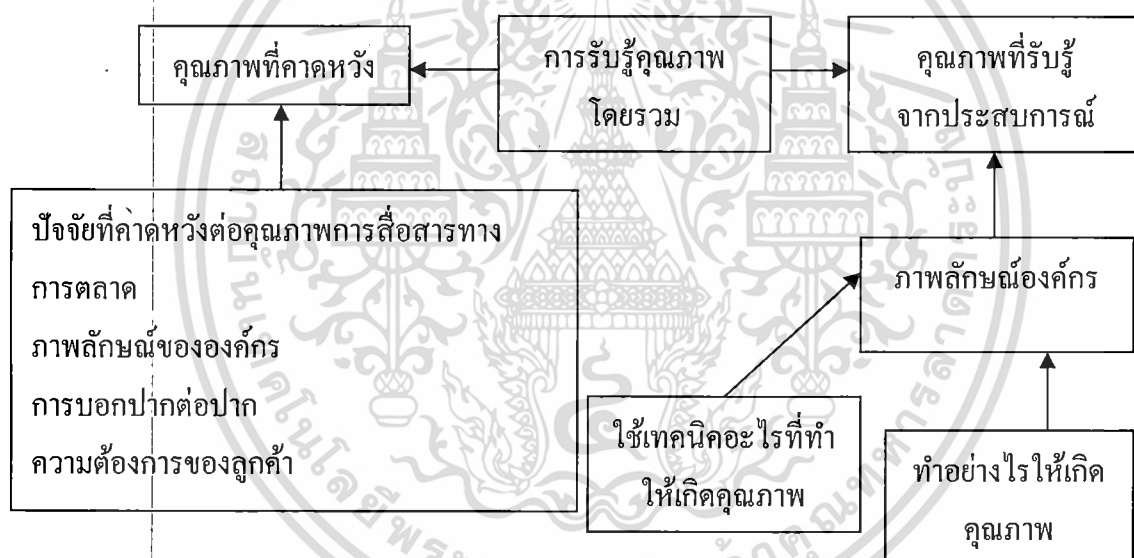 คุณภาพที่คาดหวัง
การรับรู้คุณภาพ
โดยรวม
คุณภาพที่รับรู้
จากประสบการณ์
ปัจจัยที่คาดหวังต่อคุณภาพการสื่อสารทาง
การตลาด
ภาพลักษณ์ขององค์กร
การบอกปากต่อปาก
ความต้องการของลูกค้า
ภาพลักษณ์องค์กร
ใช้เทคนิคอะไรที่ทำ
ให้เกิดคุณภาพ
ทำอย่างไรให้เกิด
คุณภาพ